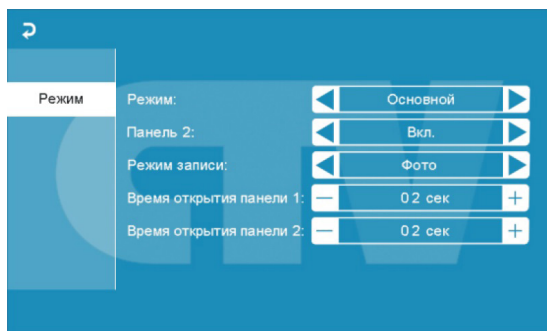 Режим
Режим: Основной
Панель 2: Вкл.
Режим записи: Фото
Время открытия панели 1: — 02 сек +
Время открытия панели 2: — 02 сек +